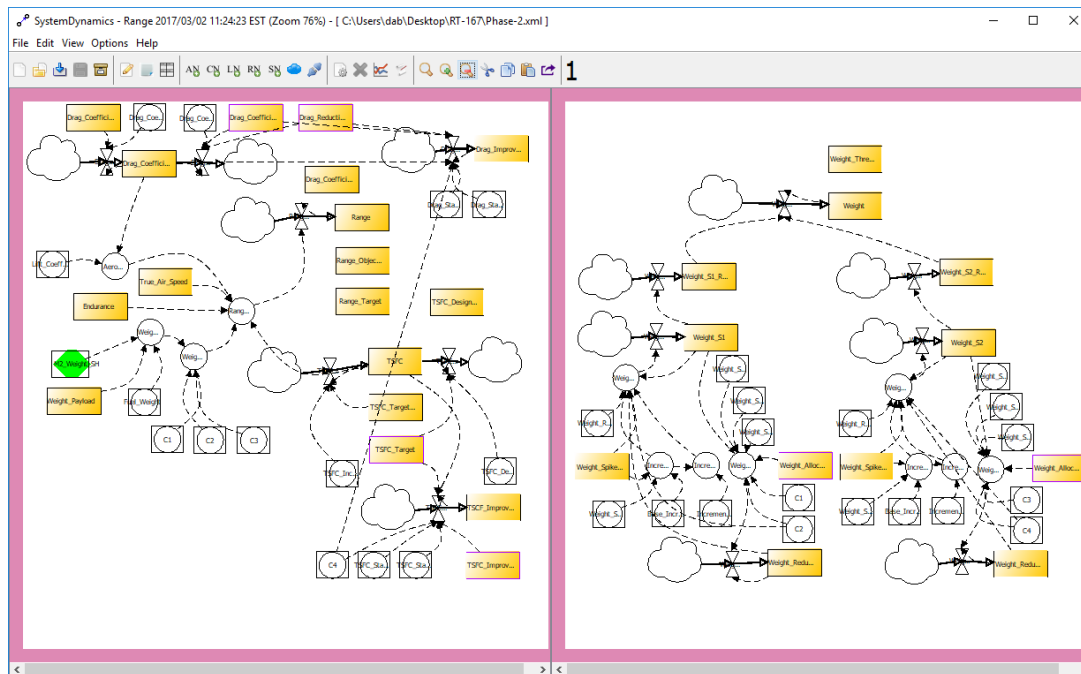 SystemDynamics - Range 2017/03/02 11:24:23 EST (Zoom 76%) - [ C:\Users\dab\Desktop\RT-167\Phase-2.xml ]
File Edit View Options Help
AN CN LN RN SN 1
Drag_Coeffici...
Drag_Coe...
Drag_Coe...
Drag_Coeffici...
Drag_Reducti...
Drag_Coeffici...
Drag_Improv...
Drag_Coeffici...
Drag_Sta...
Drag_Sta...
Range
Lift_Coeff...
Aero...
Range_Objec...
True_Air_Speed
Endurance
Rang...
Range_Target
TSFC_Design...
Weig...
Weig...
M2_Weight_SH
TSFC
Weight_Payload
Fuel_Weight
TSFC_Target...
C1
C2
C3
TSFC_Target
TSFC_Inc...
TSFC_De...
TSCF_Improv...
C4
TSFC_Sta...
TSFC_Sta...
TSFC_Improv...
Weight_Thre...
Weight
Weight_S1_R...
Weight_S2_R...
Weight_S1
Weight_S2
Weig...
Weight_S...
Weight_S...
Weight_S...
Weight_R...
Weight_Spike...
Incre...
Incre...
Weig...
Weight_Alloc...
Weight_S...
Base_Incr...
Incremen...
C1
C2
Weight_Redu...
Weig...
Weight_S...
Weight_S...
Weight_S...
Weight_R...
Weight_Spike...
Incre...
Incre...
Weig...
Weight_Alloc...
Weight_S...
Base_Incr...
Incremen...
C3
C4
Weight_Redu...